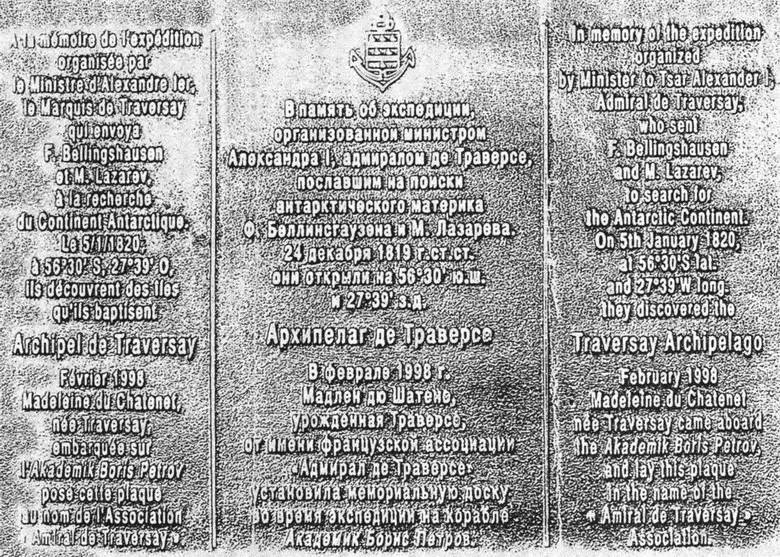 A la mémoire de l'expédition
organisée par
le Ministre d'Alexandre Ier,
le Marquis de Traversay
qui envoya
F. Bellingshausen
et M. Lazarev,
à la recherche
du Continent Antarctique.
Le 5/1/1820,
à 56°30' S, 27°39' O,
ils découvrent des îles
qu'ils baptisent
Archipel de Traversay
Février 1998
Madeleine du Chatenet,
née Traversay,
embarquée sur
l'Akademik Boris Petrov
pose cette plaque
au nom de l'Association
« Amiral de Traversay ».
В память об экспедиции,
организованной министром
Александра I, адмиралом де Траверсе,
пославшим на поиски
антарктического материка
Ф. Беллинсгаузена и М. Лазарева.
24 декабря 1819 г.ст.ст.
они открыли на 56°30' ю.ш.
и 27°39' з.д.
Архипелаг де Траверсе
В феврале 1998 г.
Мадлен дю Шатене,
урожденная Траверсе,
от имени французской ассоциации
«Адмирал де Траверсе»
установила мемориальную доску
во время экспедиции на корабле
Академик Борис Петров.
In memory of the expedition
organized
by Minister to Tsar Alexander I,
Admiral de Traversay,
who sent
F. Bellingshausen
and M. Lazarev,
to search for
the Antarctic Continent.
On 5th January 1820,
at 56°30'S lat.
and 27°39'W long.
they discovered the
Traversay Archipelago
February 1998
Madeleine du Chatenet
née Traversay came aboard
the Akademik Boris Petrov,
and lay this plaque
in the name of the
« Amiral de Traversay »
Association.